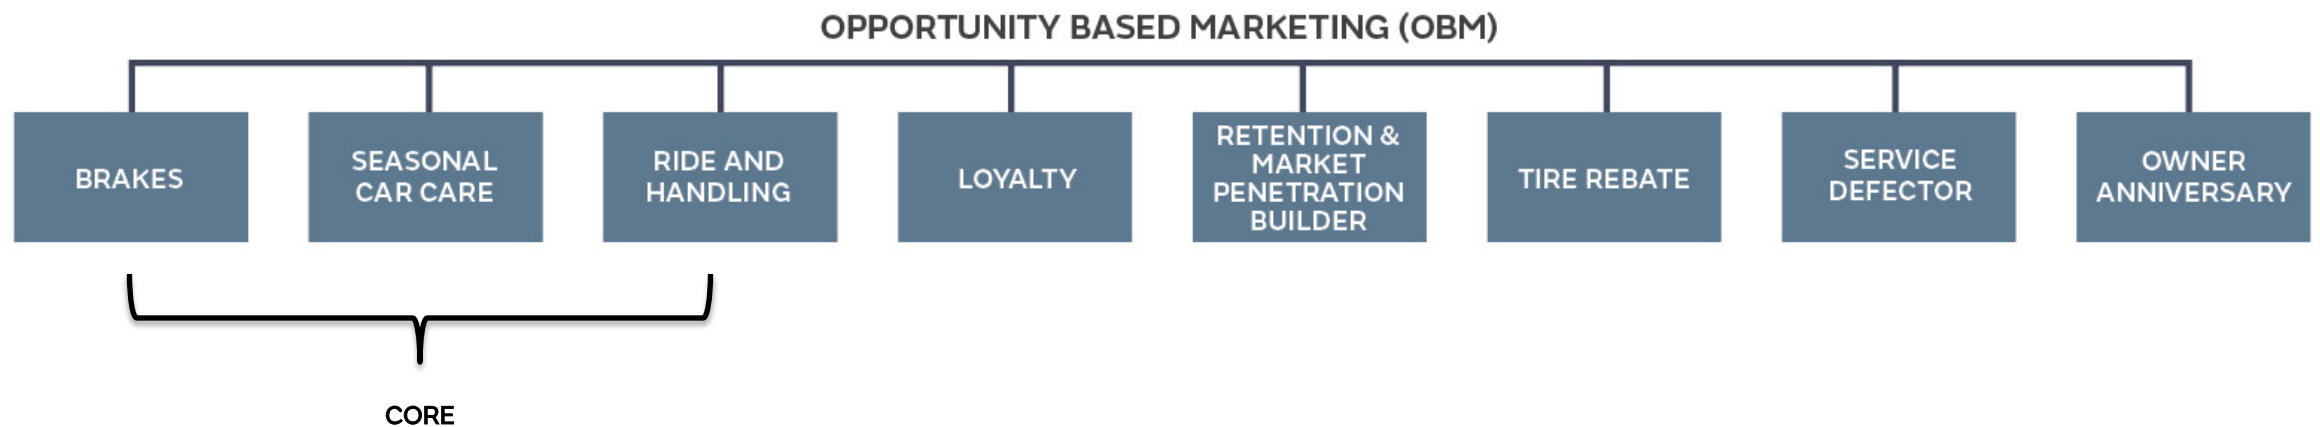 OPPORTUNITY BASED MARKETING (OBM)
BRAKES
SEASONAL
CAR CARE
RIDE AND
HANDLING
LOYALTY
RETENTION &
MARKET
PENETRATION
BUILDER
TIRE REBATE
SERVICE
DEFECTOR
OWNER
ANNIVERSARY
CORE